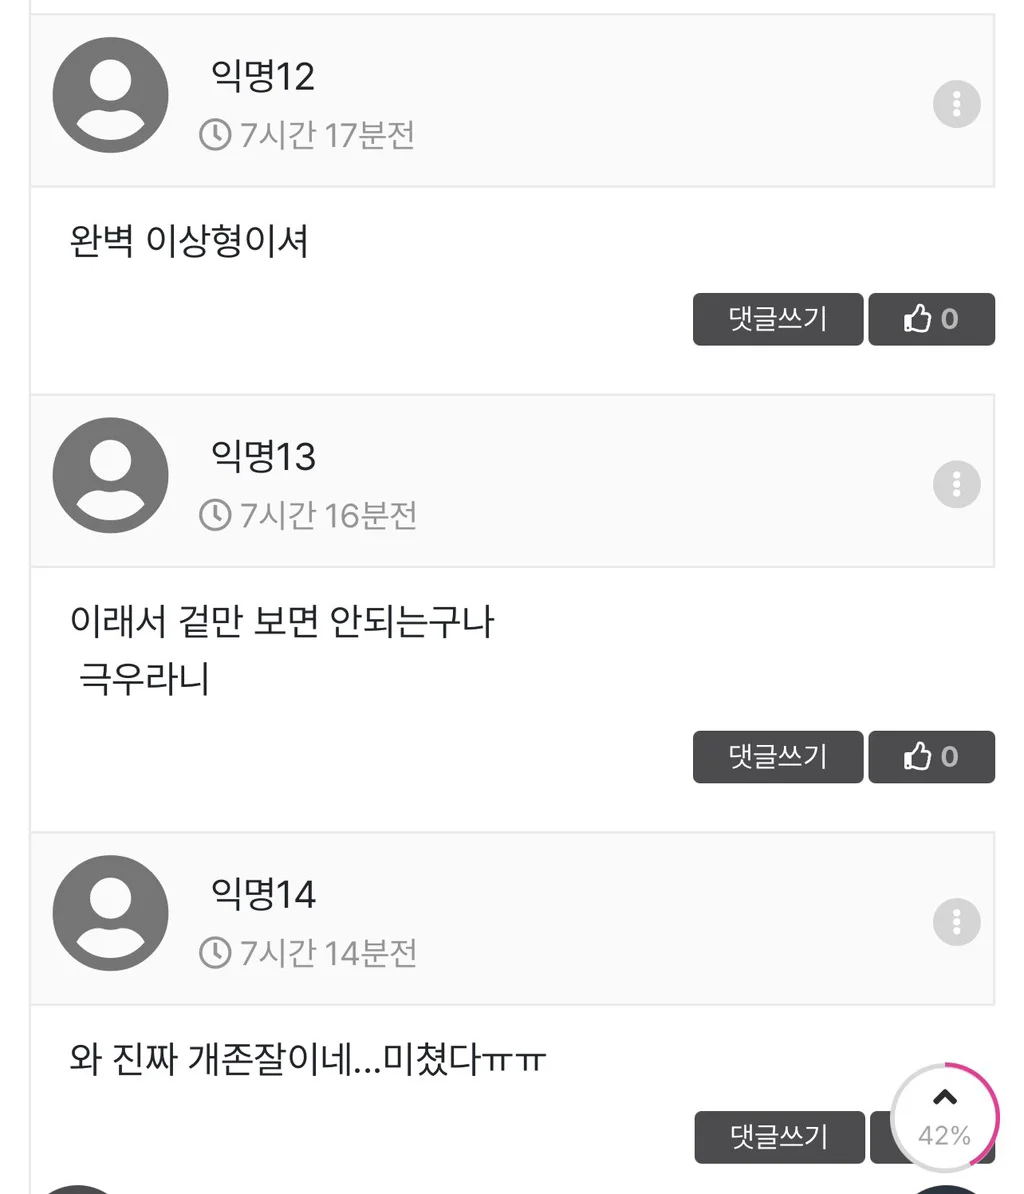 익명12
7시간 17분전
완벽 이상형이셔
댓글쓰기 0
익명13
7시간 16분전
이래서 겉만 보면 안되는구나
극우라니
댓글쓰기 0
익명14
7시간 14분전
와 진짜 개존잘이네...미쳤다ㅠㅠ
댓글쓰기
42%